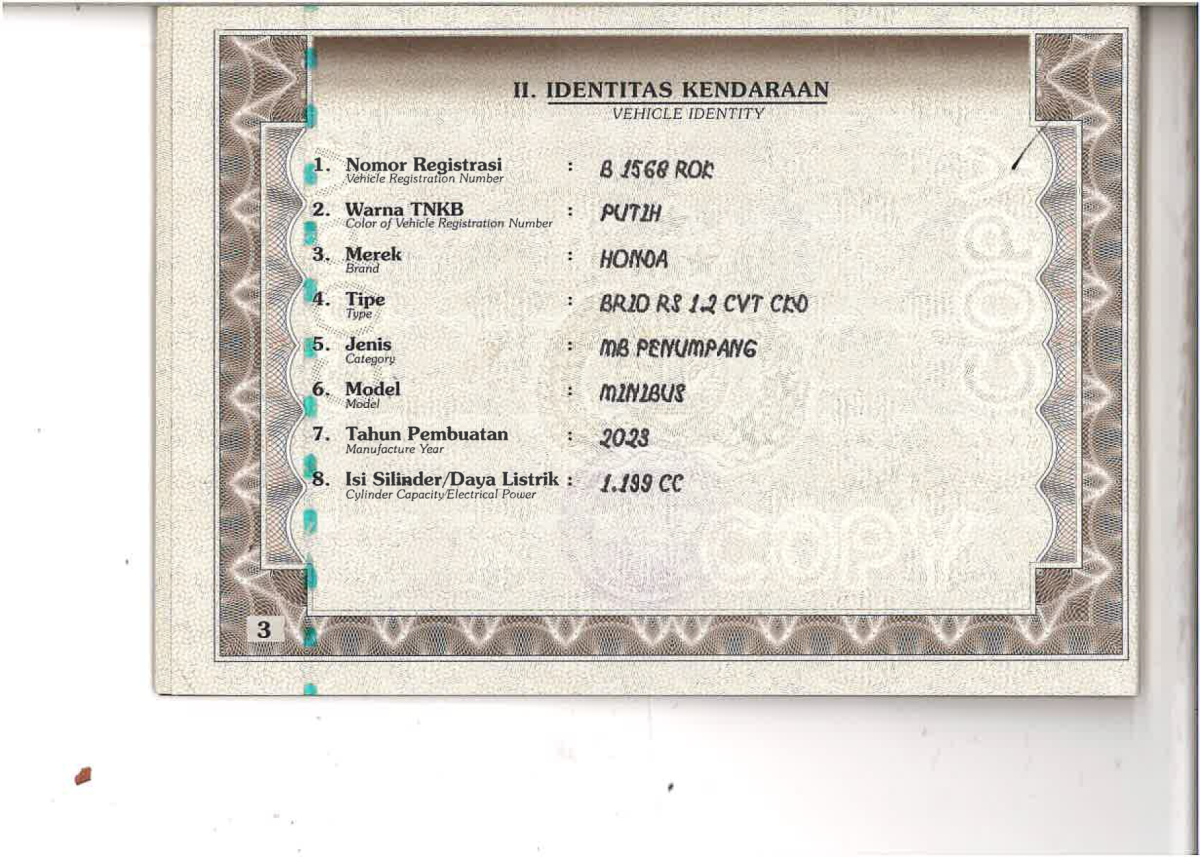 II. IDENTITAS KENDARAAN
VEHICLE IDENTITY
1. Nomor Registrasi : B 1568 ROK
Vehicle Registration Number
2. Warna TNKB : PUTIH
Color of Vehicle Registration Number
3. Merek : HONDA
Brand
4. Tipe : BRIO RS 1.2 CVT CKD
Type
5. Jenis : MB PENUMPANG
Category
6. Model : MINIBUS
Model
7. Tahun Pembuatan : 2023
Manufacture Year
8. Isi Silinder/Daya Listrik : 1.199 CC
Cylinder Capacity/Electrical Power
COPY
COPY
3